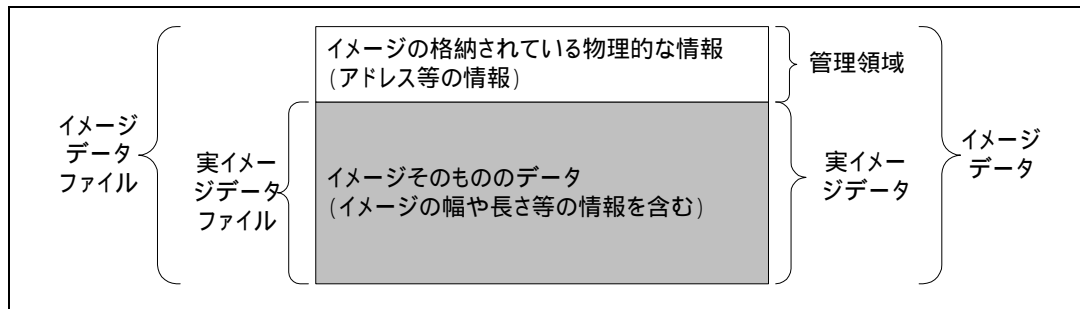 イメージ
データ
ファイル
実イメー
ジデータ
ファイル
イメージの格納されている物理的な情報
(アドレス等の情報)
イメージそのもののデータ
(イメージの幅や長さ等の情報を含む)
管理領域
実イメー
ジデータ
イメージ
データ